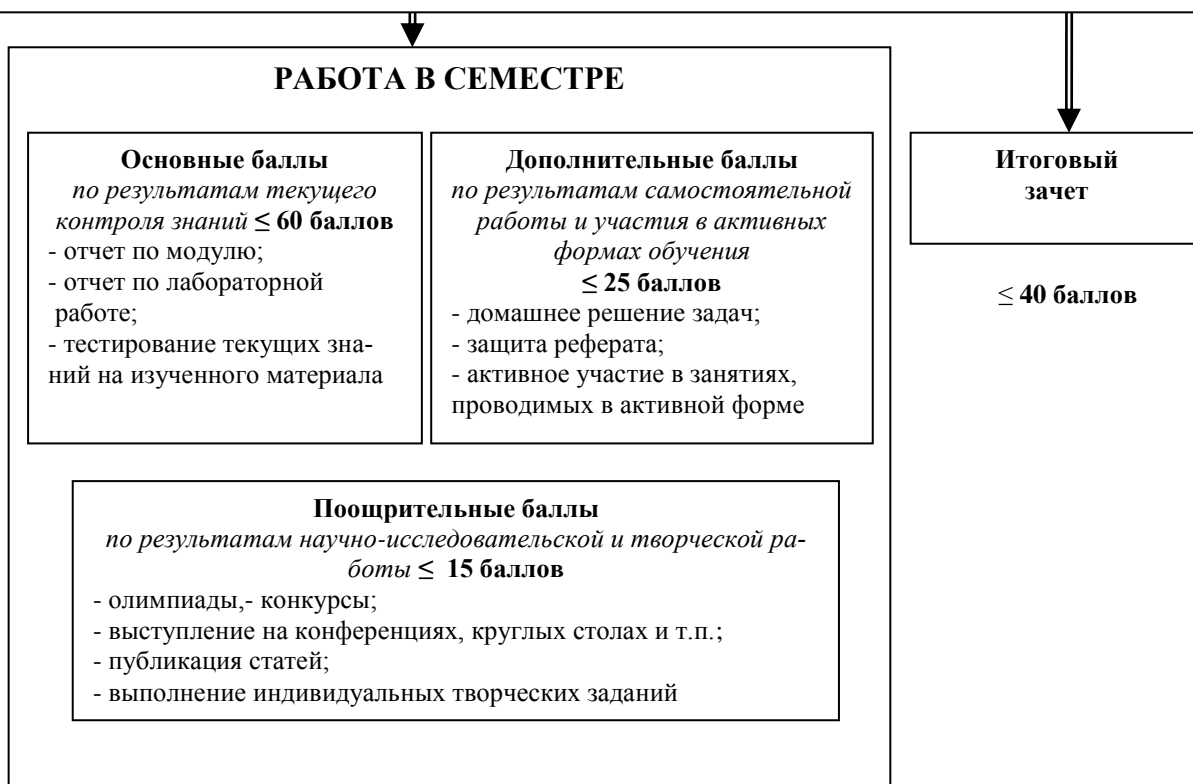 РАБОТА В СЕМЕСТРЕ
Основные баллы
по результатам текущего
контроля знаний ≤ 60 баллов
- отчет по модулю;
- отчет по лабораторной
работе;
- тестирование текущих зна-
ний на изученного материала
Дополнительные баллы
по результатам самостоятельной
работы и участия в активных
формах обучения
≤ 25 баллов
- домашнее решение задач;
- защита реферата;
- активное участие в занятиях,
проводимых в активной форме
Поощрительные баллы
по результатам научно-исследовательской и творческой ра-
боты ≤ 15 баллов
- олимпиады,- конкурсы;
- выступление на конференциях, круглых столах и т.п.;
- публикация статей;
- выполнение индивидуальных творческих заданий
Итоговый
зачет
≤ 40 баллов